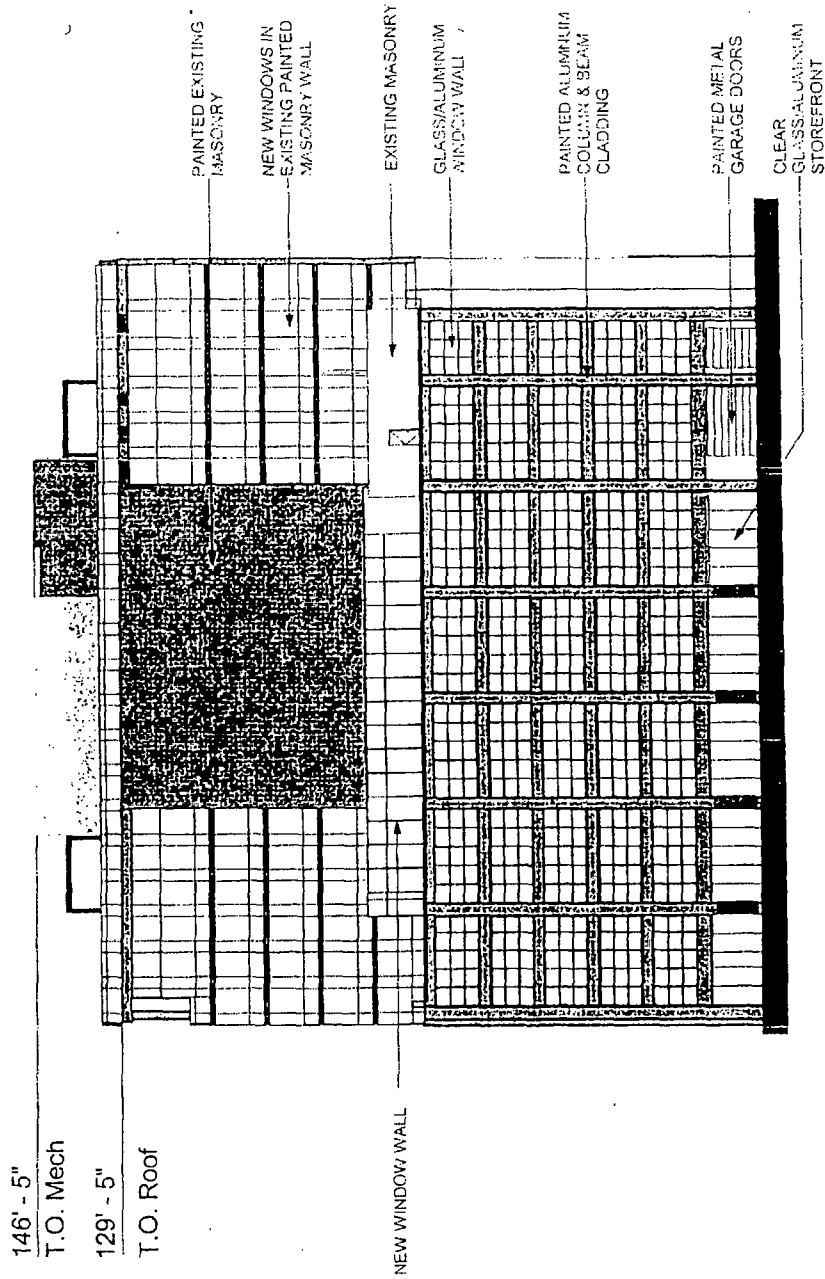 146' - 5"
T.O. Mech
129' - 5"
T.O. Roof
NEW WINDOW WALL
PAINTED EXISTING
MASONRY
NEW WINDOWS IN
EXISTING PAINTED
MASONRY WALL
EXISTING MASONRY
GLASS/ALUMINUM
WINDOW WALL
PAINTED ALUMNUM
COLUMN & BEAM
CLADDING
PAINTED METAL
GARAGE DOORS
CLEAR
GLASS/ALUMINUM
STOREFRONT